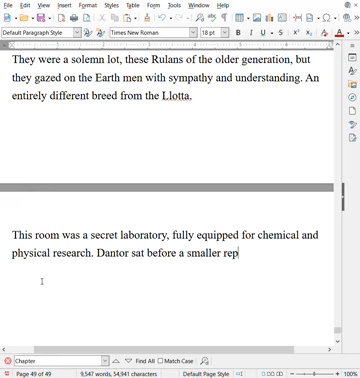 File Edit View Insert Format Styles Table Form Tools Window Help
Default Paragraph Style Times New Roman 18 pt B I U S A
They were a solemn lot, these Rulans of the older generation, but
they gazed on the Earth men with sympathy and understanding. An
entirely different breed from the Llotta.
This room was a secret laboratory, fully equipped for chemical and
physical research. Dantor sat before a smaller rep
Chapter Find All Match Case
Page 49 of 49 9,547 words, 54,941 characters Default Page Style 100%